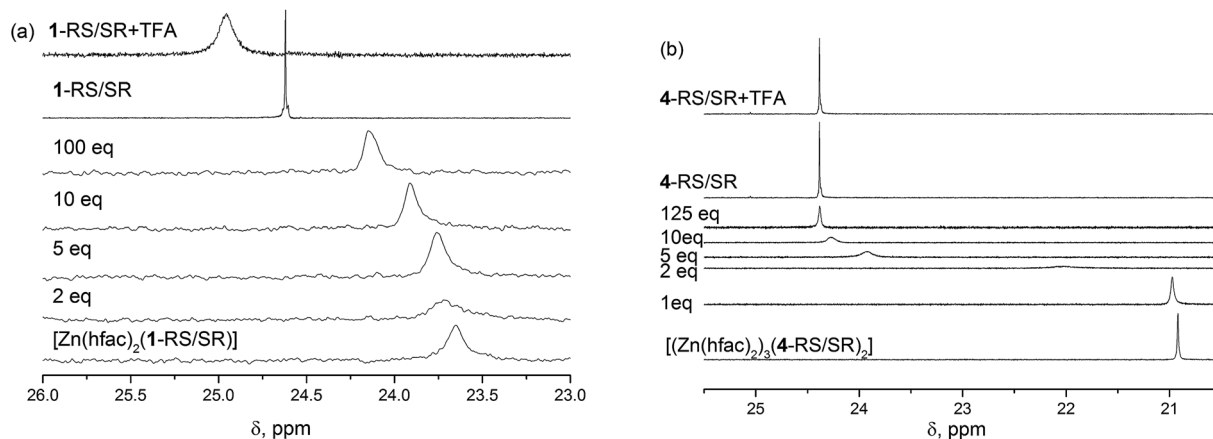 (a)
1-RS/SR+TFA
1-RS/SR
100 eq
10 eq
5 eq
2 eq
[Zn(hfac)2(1-RS/SR)]
26.0 25.5 25.0 24.5 24.0 23.5 23.0
δ, ppm
(b)
4-RS/SR+TFA
4-RS/SR
125 eq
10eq
5 eq
2 eq
1eq
[(Zn(hfac)2)3(4-RS/SR)2]
25 24 23 22 21
δ, ppm